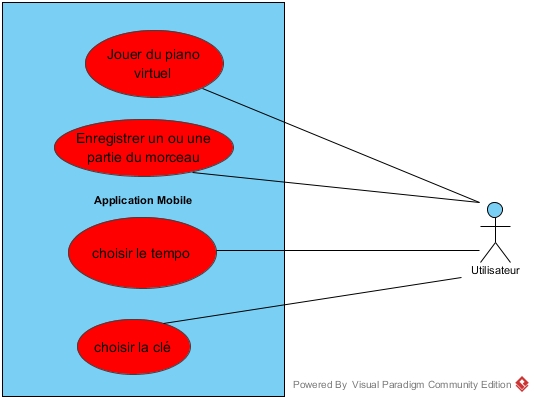 Jouer du piano
virtuel
Enregistrer un ou une
partie du morceau
Application Mobile
choisir le tempo
Utilisateur
choisir la clé
Powered By Visual Paradigm Community Edition